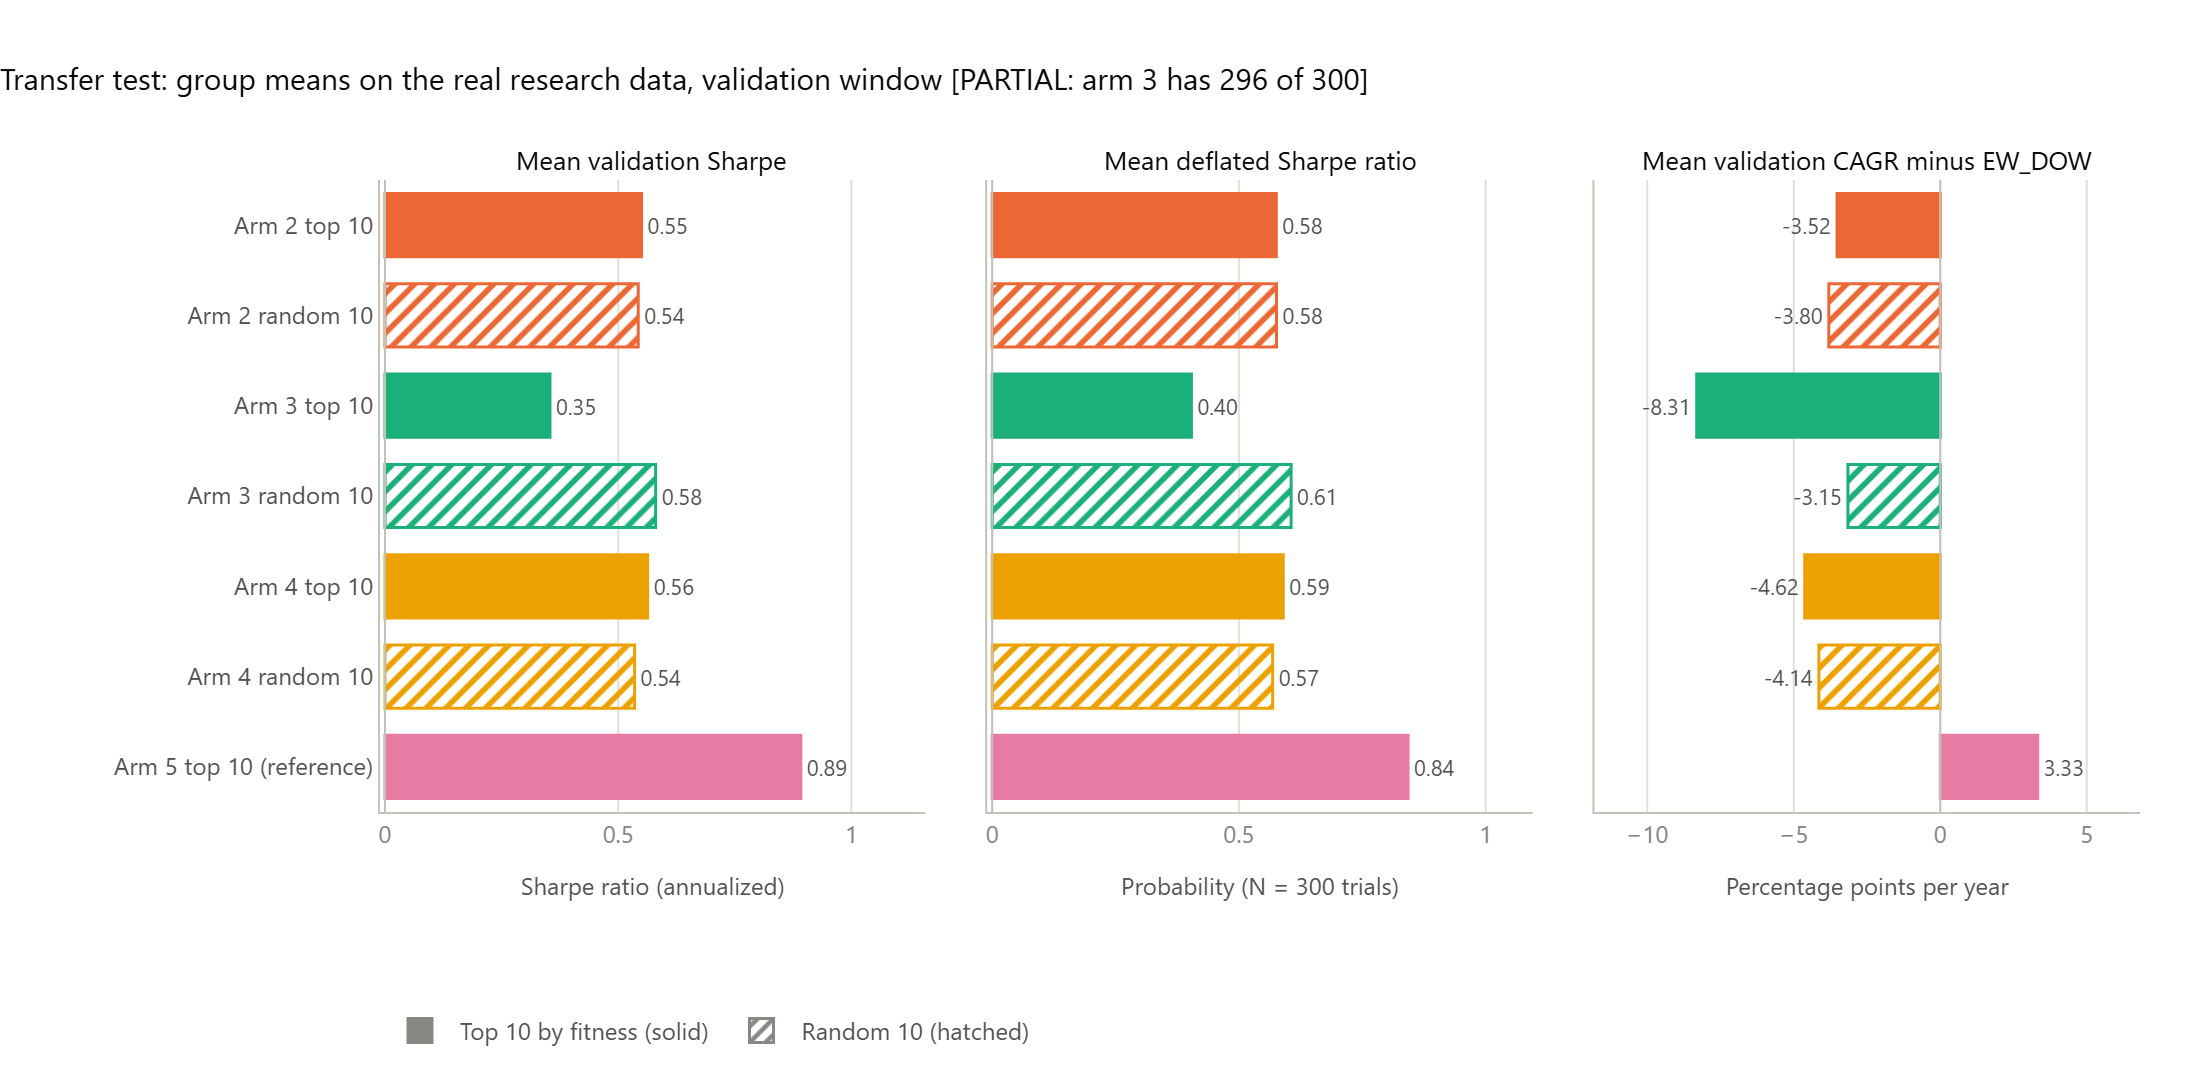 Transfer test: group means on the real research data, validation window [PARTIAL: arm 3 has 296 of 300]
Mean validation Sharpe
Mean deflated Sharpe ratio
Mean validation CAGR minus EW_DOW
Arm 2 top 10
0.55
0.58
-3.52
Arm 2 random 10
0.54
0.58
-3.80
Arm 3 top 10
0.35
0.40
-8.31
Arm 3 random 10
0.58
0.61
-3.15
Arm 4 top 10
0.56
0.59
-4.62
Arm 4 random 10
0.54
0.57
-4.14
Arm 5 top 10 (reference)
0.89
0.84
3.33
0 0.5 1
0 0.5 1
−10 −5 0 5
Sharpe ratio (annualized)
Probability (N = 300 trials)
Percentage points per year
Top 10 by fitness (solid)
Random 10 (hatched)